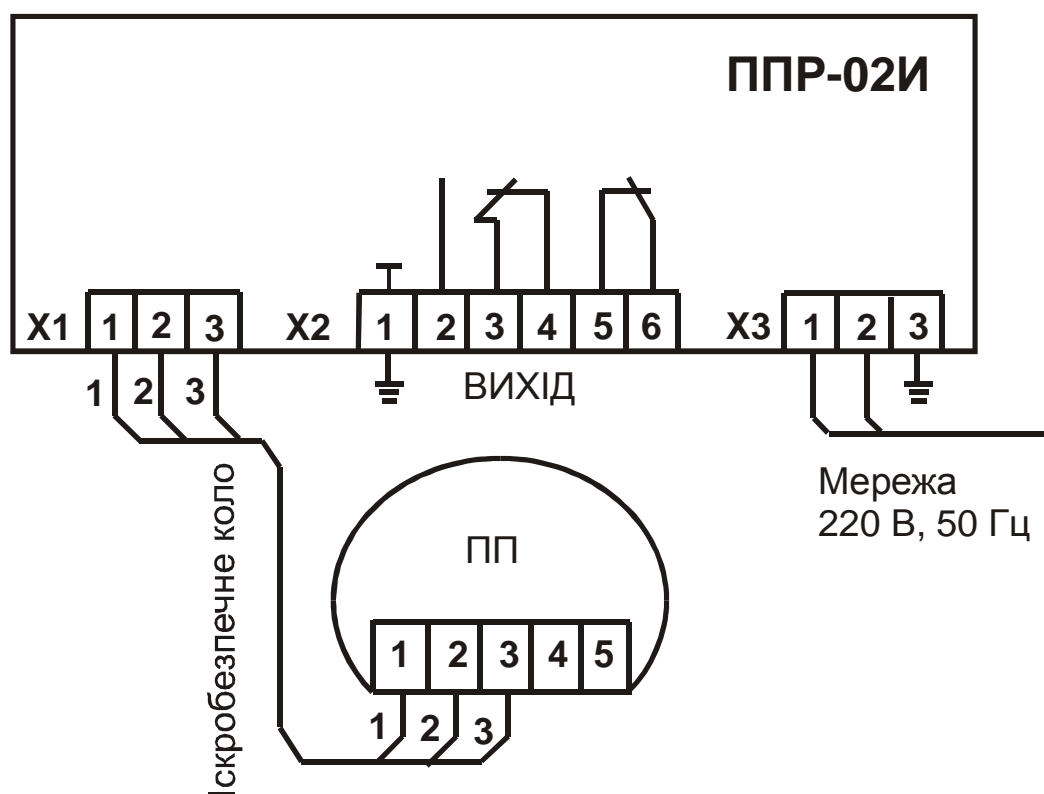 ППР-02И
X1 1 2 3 X2 1 2 3 4 5 6 X3 1 2 3
1 2 3
ВИХІД
Іскробезпечне коло
Мережа
220 В, 50 Гц
ПП
1 2 3 4 5
1 2 3